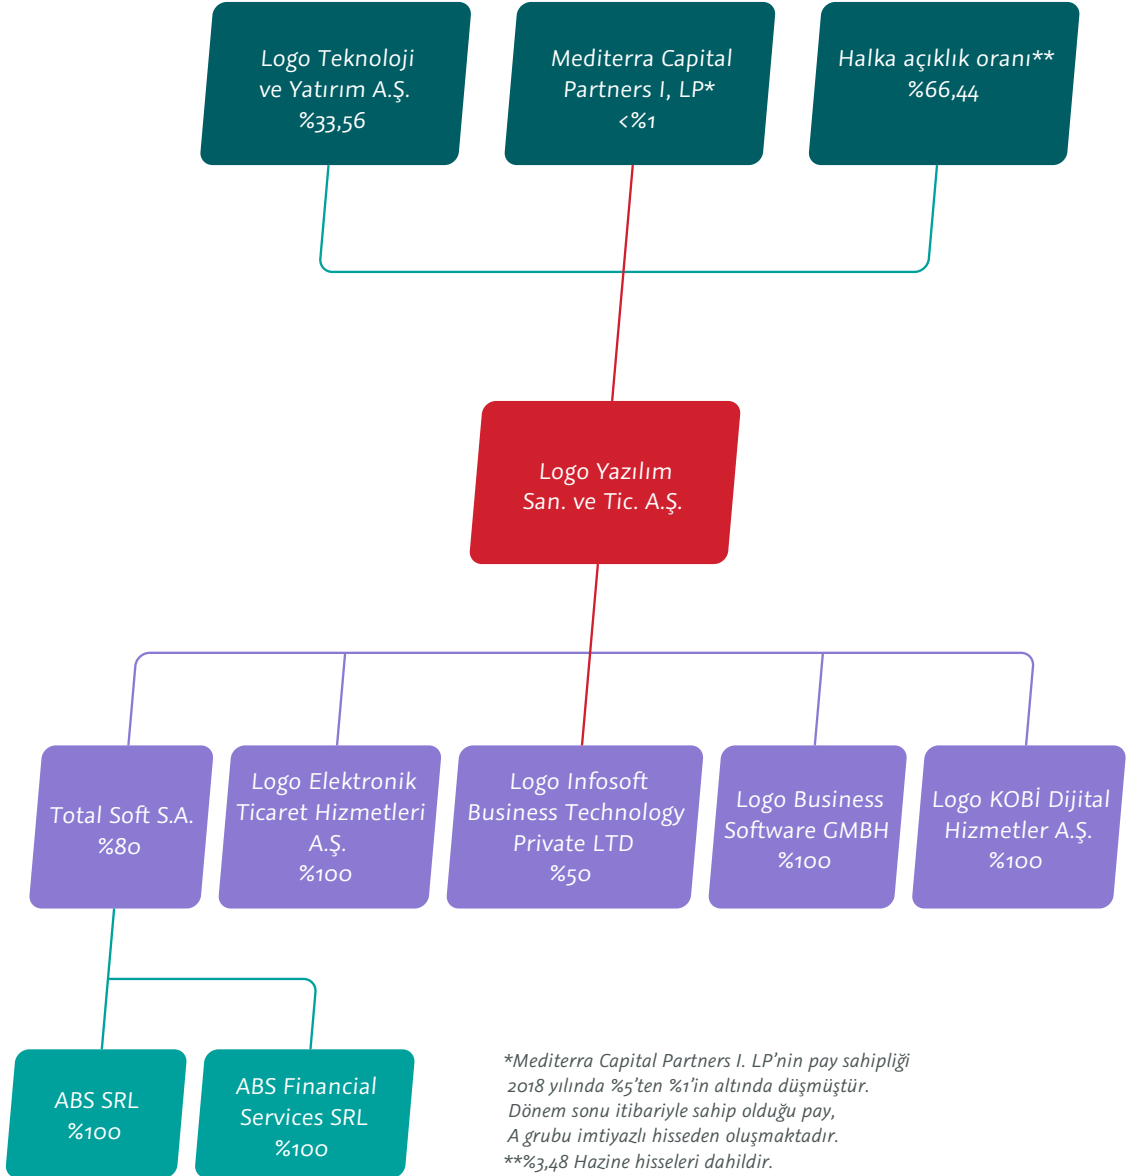 Logo Teknoloji
ve Yatırım A.Ş.
%33,56
Mediterra Capital
Partners I, LP*
<%1
Halka açıklık oranı**
%66,44
Logo Yazılım
San. ve Tic. A.Ş.
Total Soft S.A.
%80
Logo Elektronik
Ticaret Hizmetleri
A.Ş.
%100
Logo Infosoft
Business Technology
Private LTD
%50
Logo Business
Software GMBH
%100
Logo KOBİ Dijital
Hizmetler A.Ş.
%100
ABS SRL
%100
ABS Financial
Services SRL
%100
*Mediterra Capital Partners I. LP’nin pay sahipliği
2018 yılında %5’ten %1’in altında düşmüştür.
Dönem sonu itibariyle sahip olduğu pay,
A grubu imtiyazlı hisseden oluşmaktadır.
**%3,48 Hazine hisseleri dahildir.